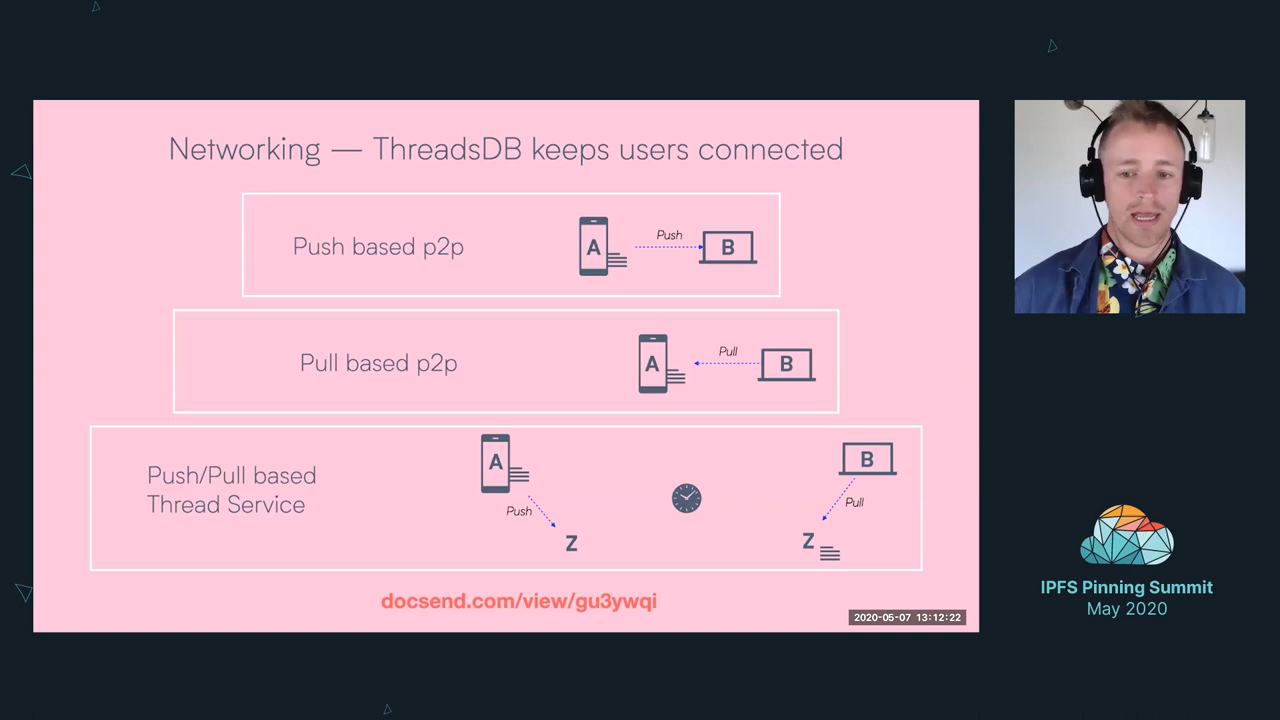 Networking — ThreadsDB keeps users connected
Push based p2p
A
Push
B
Pull based p2p
A
Pull
B
Push/Pull based
Thread Service
A
Push
Z
B
Pull
Z
docsend.com/view/gu3ywqi
2020-05-07 13:12:22
IPFS Pinning Summit
May 2020